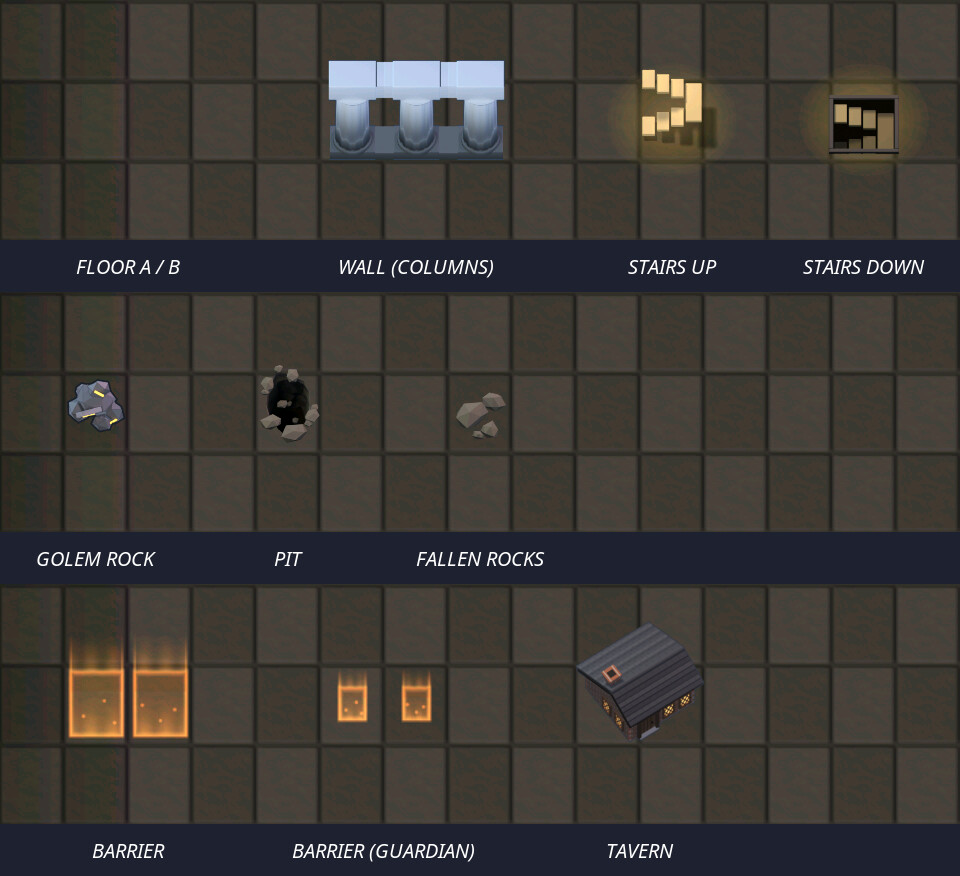 FLOOR A / B
WALL (COLUMNS)
STAIRS UP
STAIRS DOWN
GOLEM ROCK
PIT
FALLEN ROCKS
BARRIER
BARRIER (GUARDIAN)
TAVERN